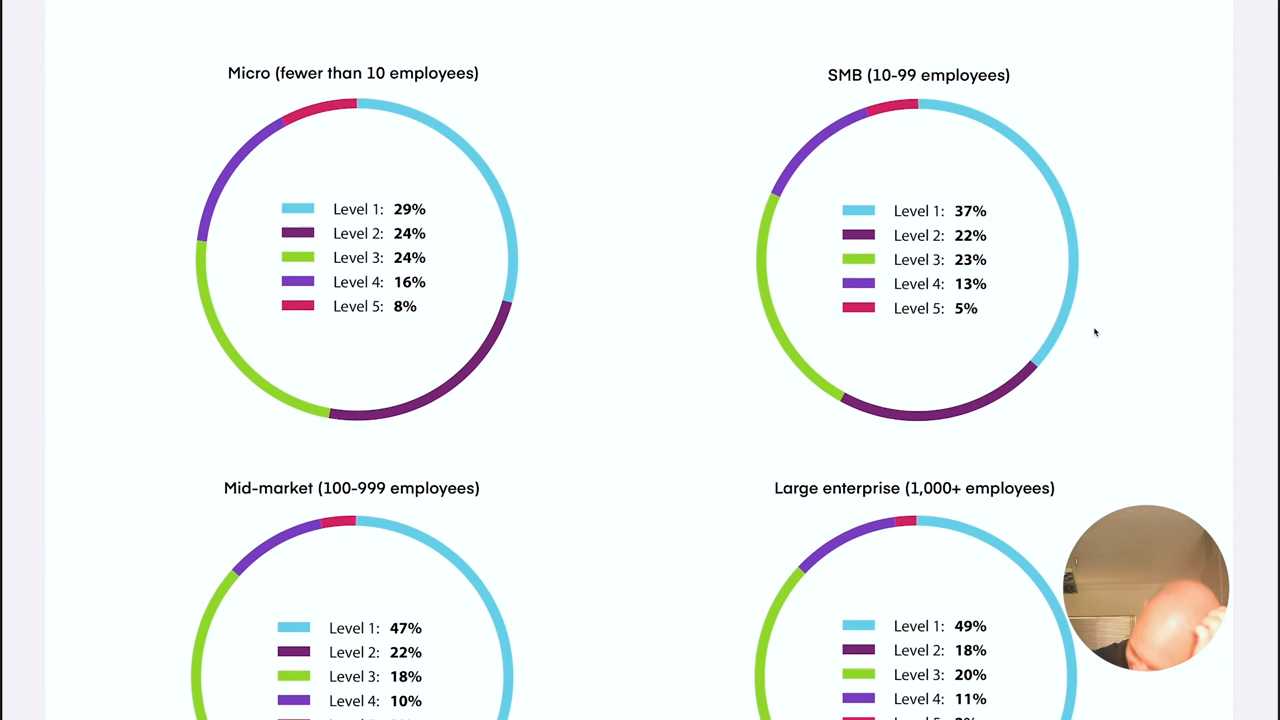 Micro (fewer than 10 employees)
Level 1: 29%
Level 2: 24%
Level 3: 24%
Level 4: 16%
Level 5: 8%
SMB (10-99 employees)
Level 1: 37%
Level 2: 22%
Level 3: 23%
Level 4: 13%
Level 5: 5%
Mid-market (100-999 employees)
Level 1: 47%
Level 2: 22%
Level 3: 18%
Level 4: 10%
Large enterprise (1,000+ employees)
Level 1: 49%
Level 2: 18%
Level 3: 20%
Level 4: 11%